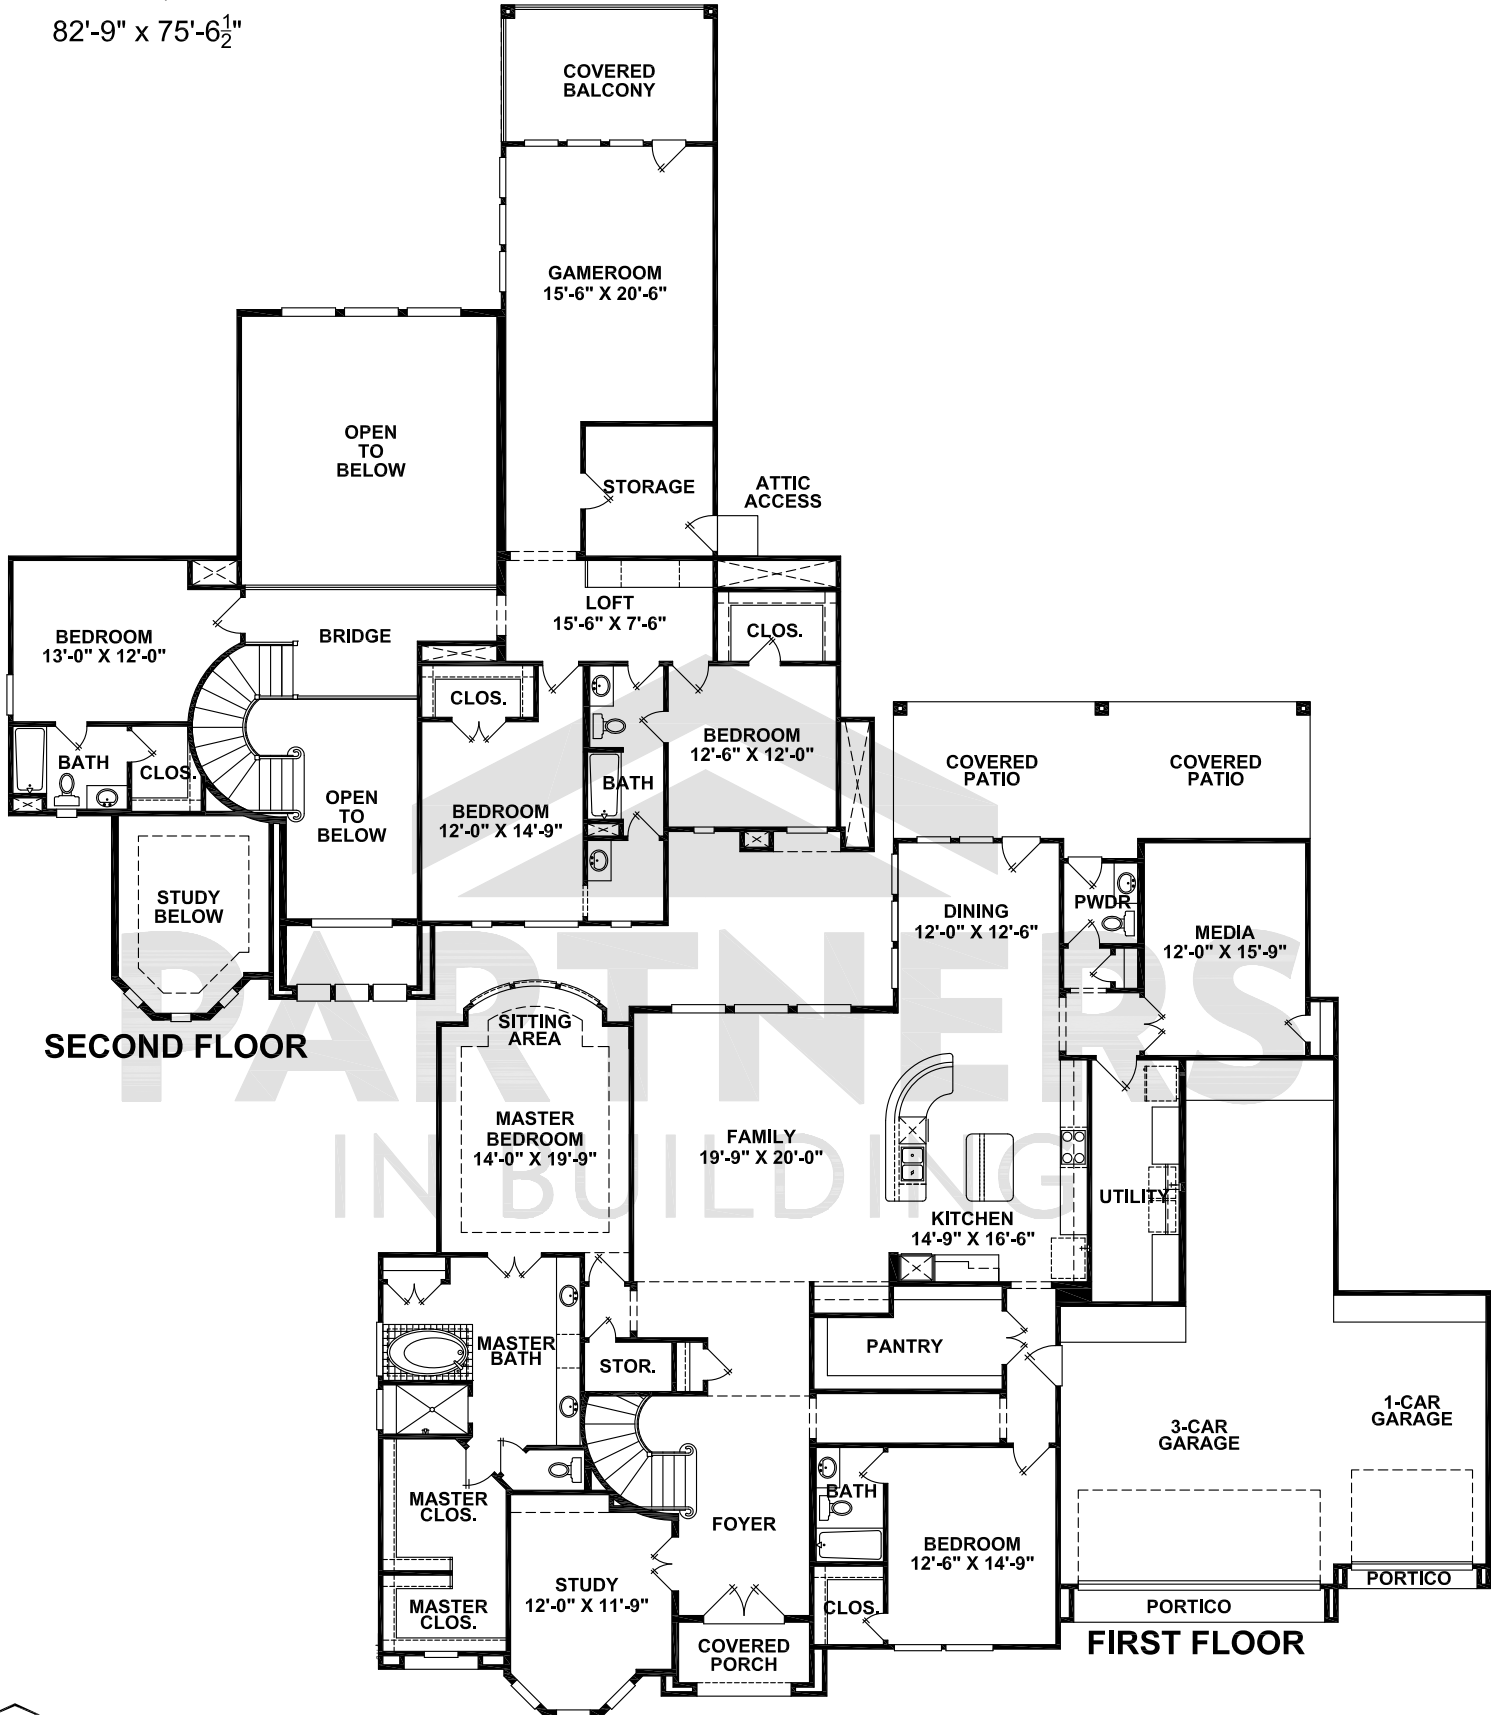 82'-9" x 75'-6½"
COVERED
BALCONY
GAMEROOM
15'-6" X 20'-6"
OPEN
TO
BELOW
STORAGE
ATTIC
ACCESS
LOFT
15'-6" X 7'-6"
CLOS.
BEDROOM
13'-0" X 12'-0"
BRIDGE
CLOS.
BATH
CLOS.
BEDROOM
12'-6" X 12'-0"
BATH
OPEN
TO
BELOW
BEDROOM
12'-0" X 14'-9"
STUDY
BELOW
SECOND FLOOR
COVERED
PATIO
COVERED
PATIO
DINING
12'-0" X 12'-6"
PWDR
MEDIA
12'-0" X 15'-9"
PARTNERS
IN BUILDING
SITTING
AREA
MASTER
BEDROOM
14'-0" X 19'-9"
FAMILY
19'-9" X 20'-0"
UTILITY
KITCHEN
14'-9" X 16'-6"
MASTER
BATH
STOR.
PANTRY
3-CAR
GARAGE
1-CAR
GARAGE
MASTER
CLOS.
FOYER
BATH
BEDROOM
12'-6" X 14'-9"
STUDY
12'-0" X 11'-9"
MASTER
CLOS.
CLOS.
COVERED
PORCH
PORTICO
PORTICO
FIRST FLOOR